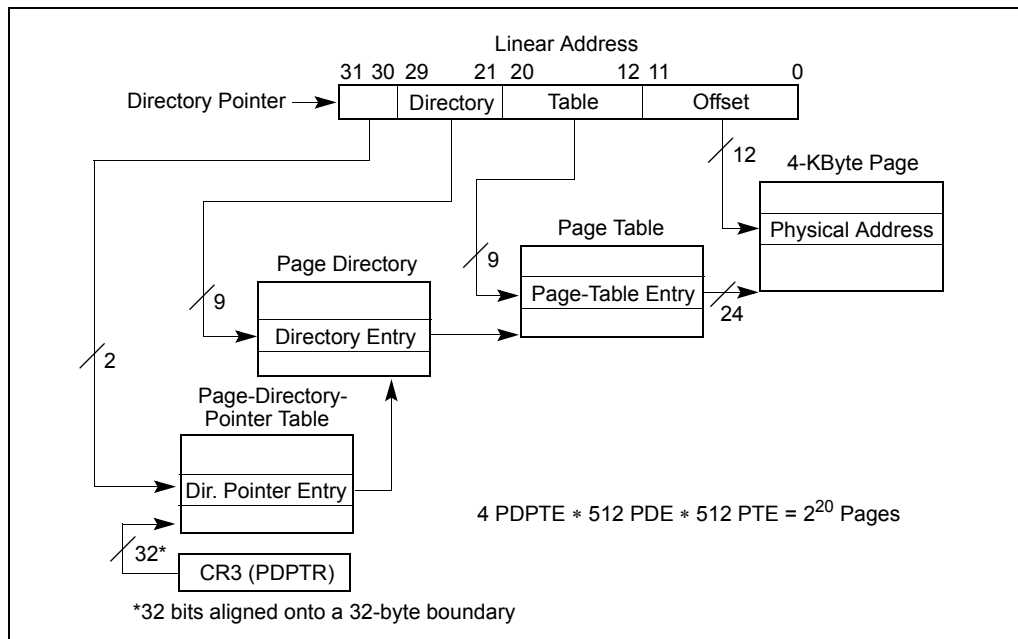 Linear Address
31 30 29 21 20 12 11 0
Directory Pointer
Directory Table Offset
12
4-KByte Page
Physical Address
Page Table
9
Page-Table Entry
24
Page Directory
9
Directory Entry
2
Page-Directory-
Pointer Table
Dir. Pointer Entry
4 PDPTE * 512 PDE * 512 PTE = 2²⁰ Pages
32*
CR3 (PDPTR)
*32 bits aligned onto a 32-byte boundary